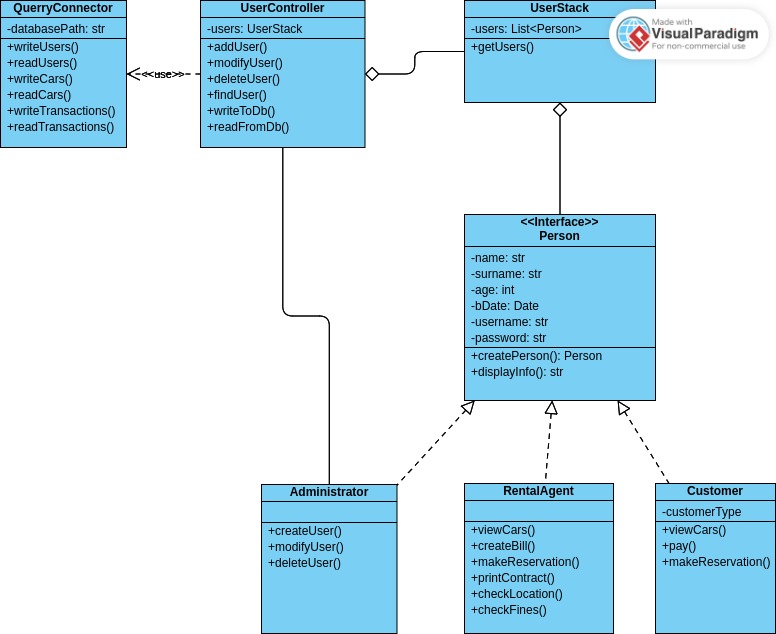 QuerryConnector
-databasePath: str
+writeUsers()
+readUsers()
+writeCars()
+readCars()
+writeTransactions()
+readTransactions()
<<use>>
UserController
-users: UserStack
+addUser()
+modifyUser()
+deleteUser()
+findUser()
+writeToDb()
+readFromDb()
UserStack
-users: List<Person>
+getUsers()
Made with
Visual Paradigm
For non-commercial use
<<Interface>>
Person
-name: str
-surname: str
-age: int
-bDate: Date
-username: str
-password: str
+createPerson(): Person
+displayInfo(): str
Administrator
+createUser()
+modifyUser()
+deleteUser()
RentalAgent
+viewCars()
+createBill()
+makeReservation()
+printContract()
+checkLocation()
+checkFines()
Customer
-customerType
+viewCars()
+pay()
+makeReservation()